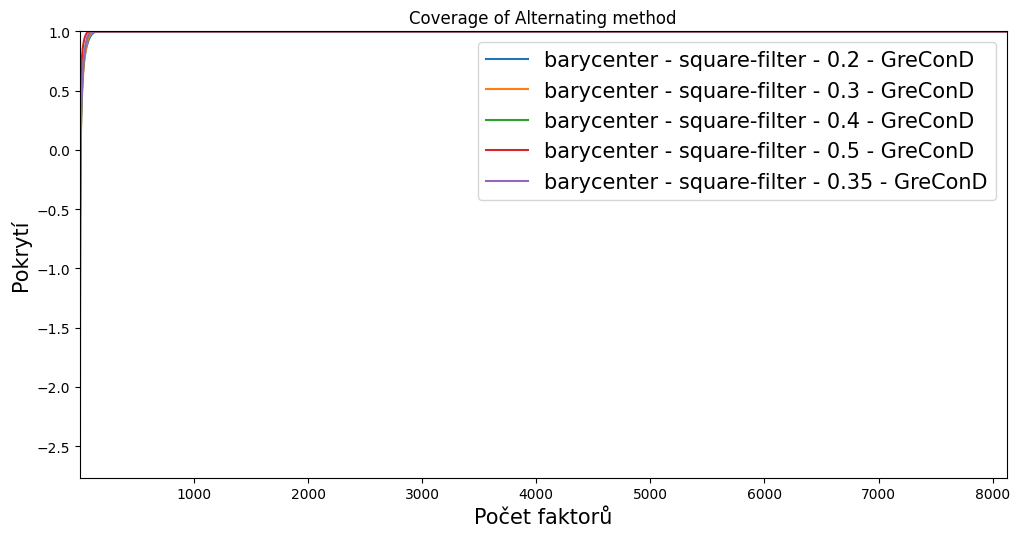 Coverage of Alternating method
1.0
0.5
0.0
−0.5
−1.0
−1.5
−2.0
−2.5
Pokrytí
barycenter - square-filter - 0.2 - GreConD
barycenter - square-filter - 0.3 - GreConD
barycenter - square-filter - 0.4 - GreConD
barycenter - square-filter - 0.5 - GreConD
barycenter - square-filter - 0.35 - GreConD
1000 2000 3000 4000 5000 6000 7000 8000
Počet faktorů